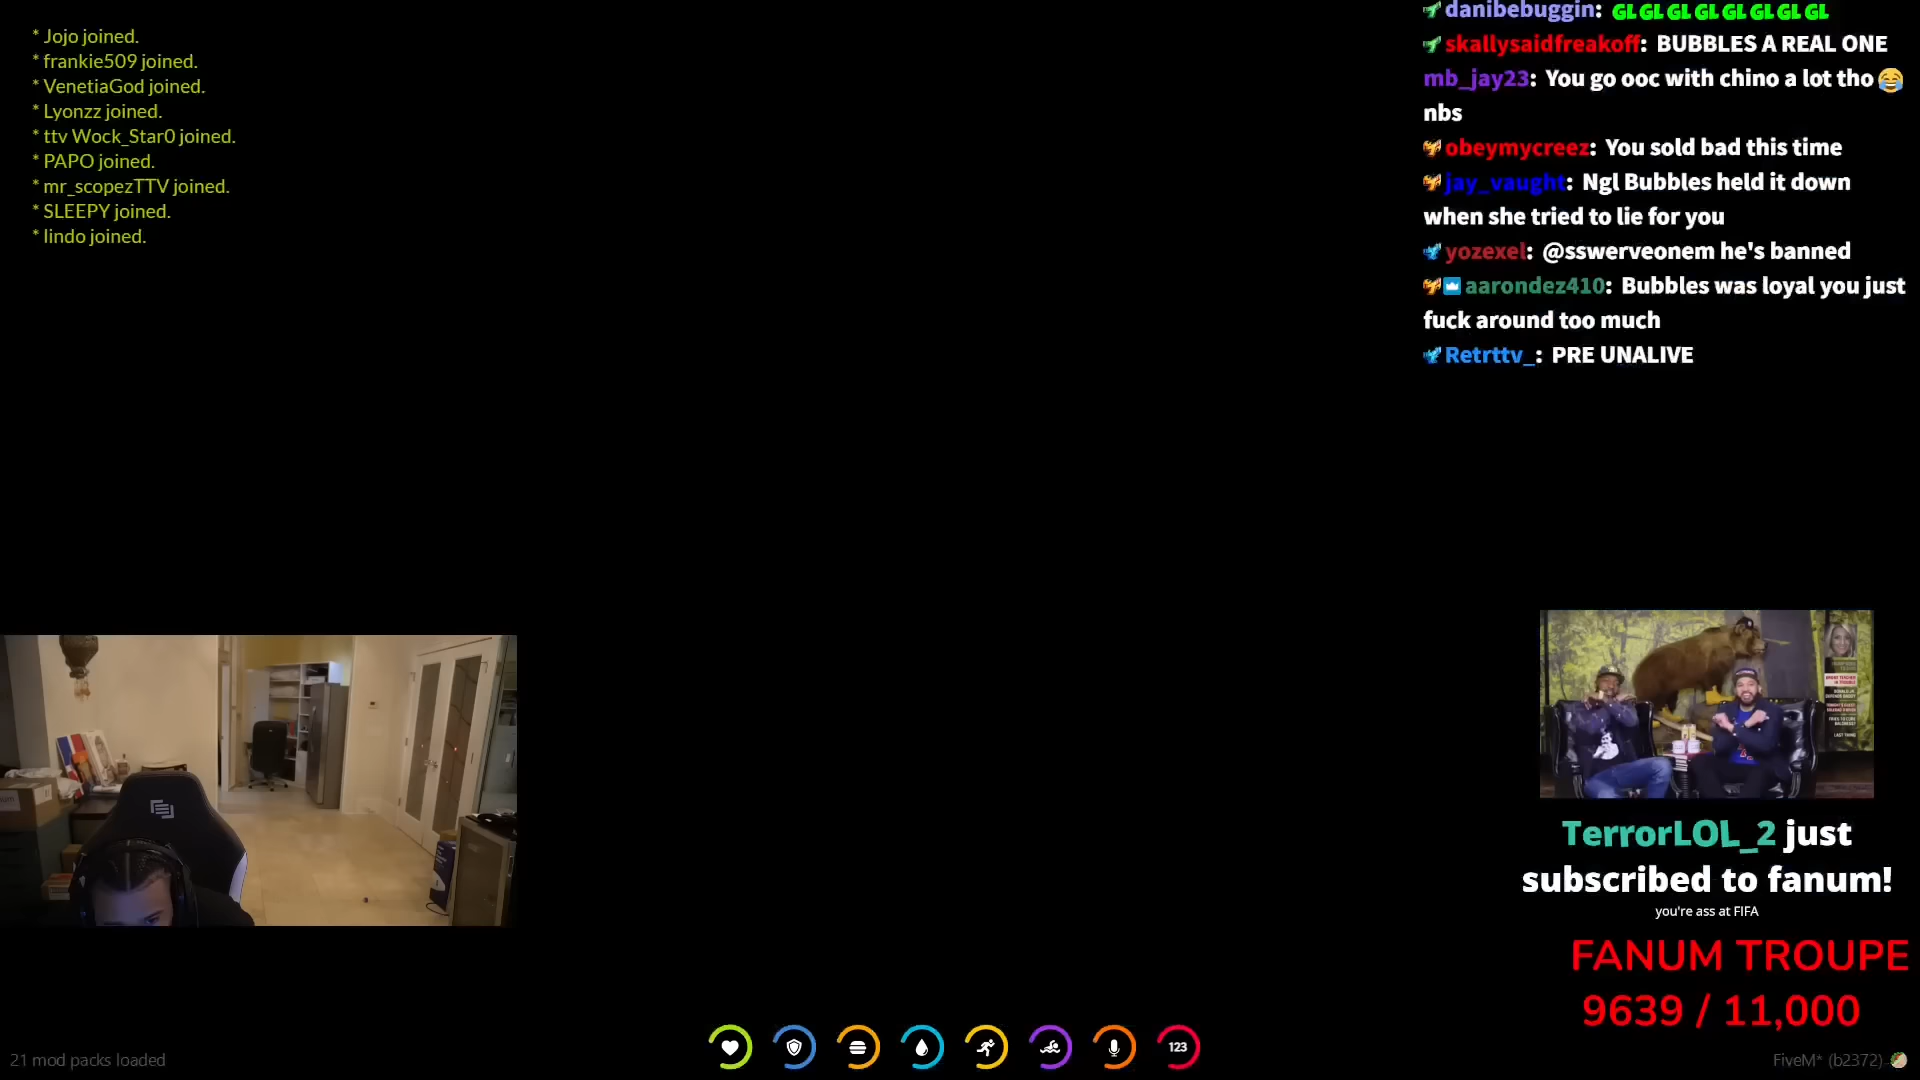 * Jojo joined.
* frankie509 joined.
* VenetiaGod joined.
* Lyonzz joined.
* ttv Wock_Star0 joined.
* PAPO joined.
* mr_scopezTTV joined.
* SLEEPY joined.
* lindo joined.
danibebuggin: GL GL GL GL GL GL GL GL
skallysaidfreakoff: BUBBLES A REAL ONE
mb_jay23: You go ooc with chino a lot tho 😂
nbs
obeymycreez: You sold bad this time
jay_vaught: Ngl Bubbles held it down
when she tried to lie for you
yozexel: @sswerveonem he's banned
aarondez410: Bubbles was loyal you just
fuck around too much
Retrttv_: PRE UNALIVE
LAST THING
TerrorLOL_2 just
subscribed to fanum!
you're ass at FIFA
FANUM TROUPE
9639 / 11,000
123
21 mod packs loaded
FiveM* (b2372)